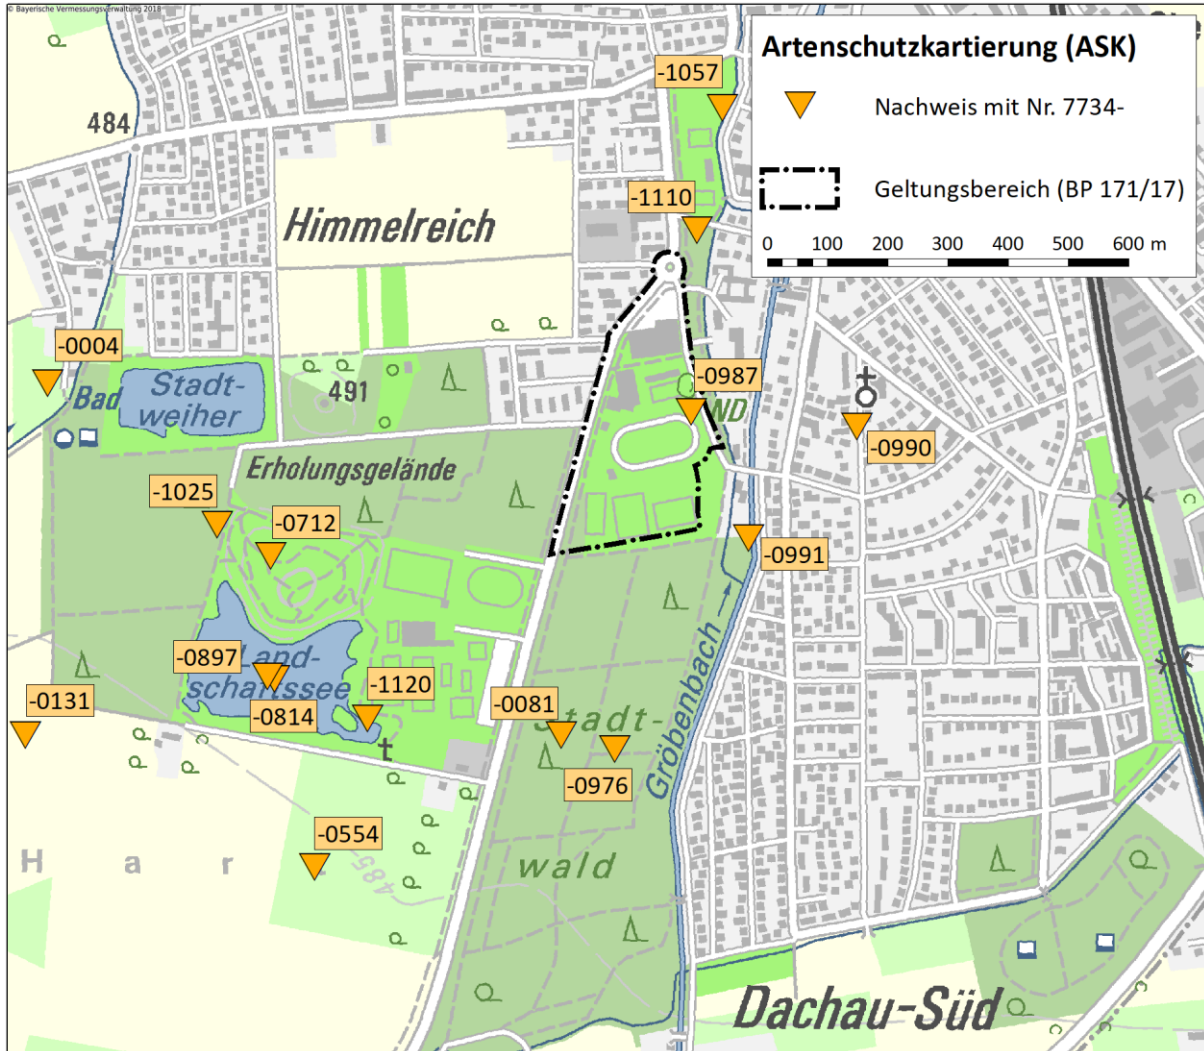 © Bayerische Vermessungsverwaltung 2018
Artenschutzkartierung (ASK)
Nachweis mit Nr. 7734-
Geltungsbereich (BP 171/17)
0 100 200 300 400 500 600 m
-1057
484
-1110
Himmelreich
-0004
Bad
Stadt-
weiher
491
-0987
ND
-0990
Erholungsgelände
-1025
-0712
-0991
-0897
Land-
schaftssee
-0814
-1120
-0131
-0081
Stadt-
-0976
Gröbenbach
-0554
H a r
485
wald
Dachau-Süd